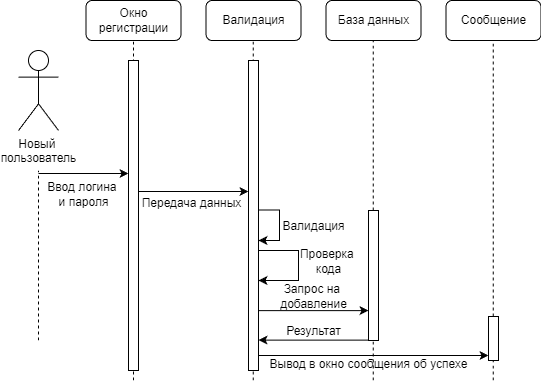 Окно
регистрации
Валидация
База данных
Сообщение
Новый
пользователь
Ввод логина
и пароля
Передача данных
Валидация
Проверка
кода
Запрос на
добавление
Результат
Вывод в окно сообщения об успехе